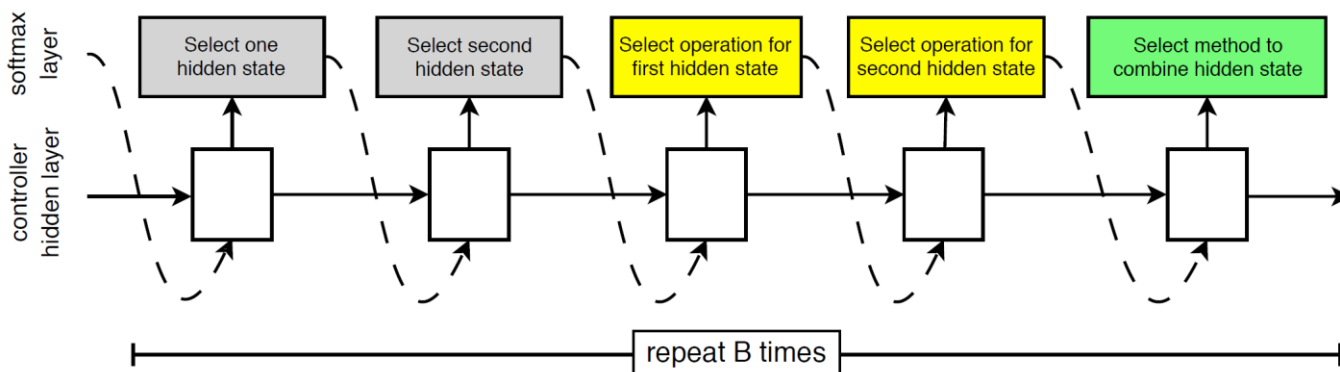 softmax
layer
controller
hidden layer
Select one
hidden state
Select second
hidden state
Select operation for
first hidden state
Select operation for
second hidden state
Select method to
combine hidden state
repeat B times